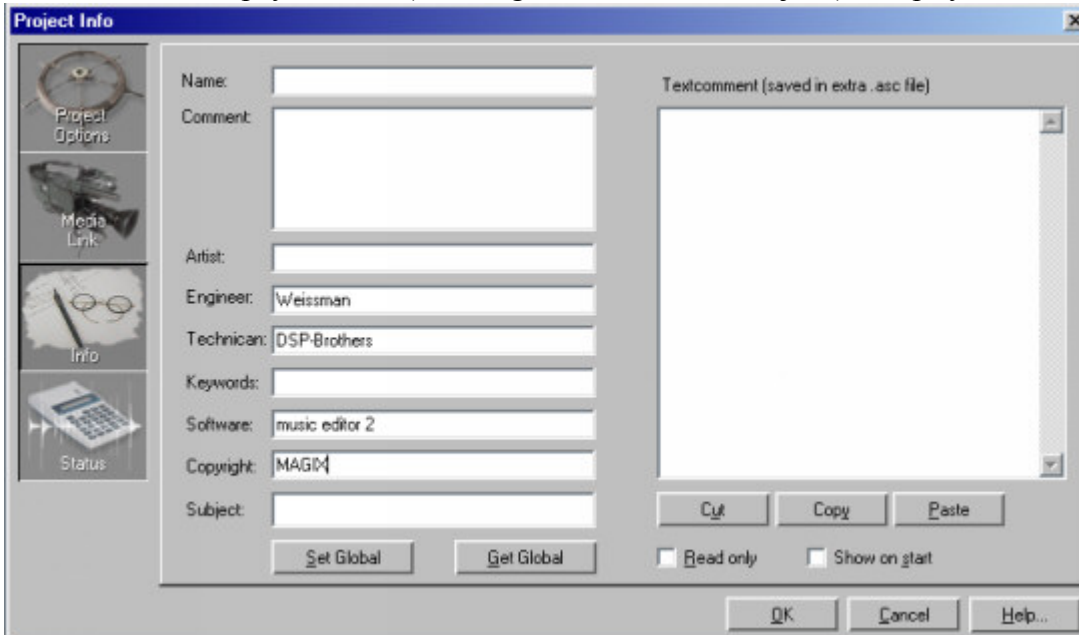 Project Info
Project
Options
Media
Link
Info
Status
Name:
Comment:
Artist:
Engineer: Weissman
Technican: DSP-Brothers
Keywords:
Software: music editor 2
Copyright: MAGIX
Subject:
Set Global Get Global
Textcomment (saved in extra .asc file)
Cut Copy Paste
Read only Show on start
OK Cancel Help...